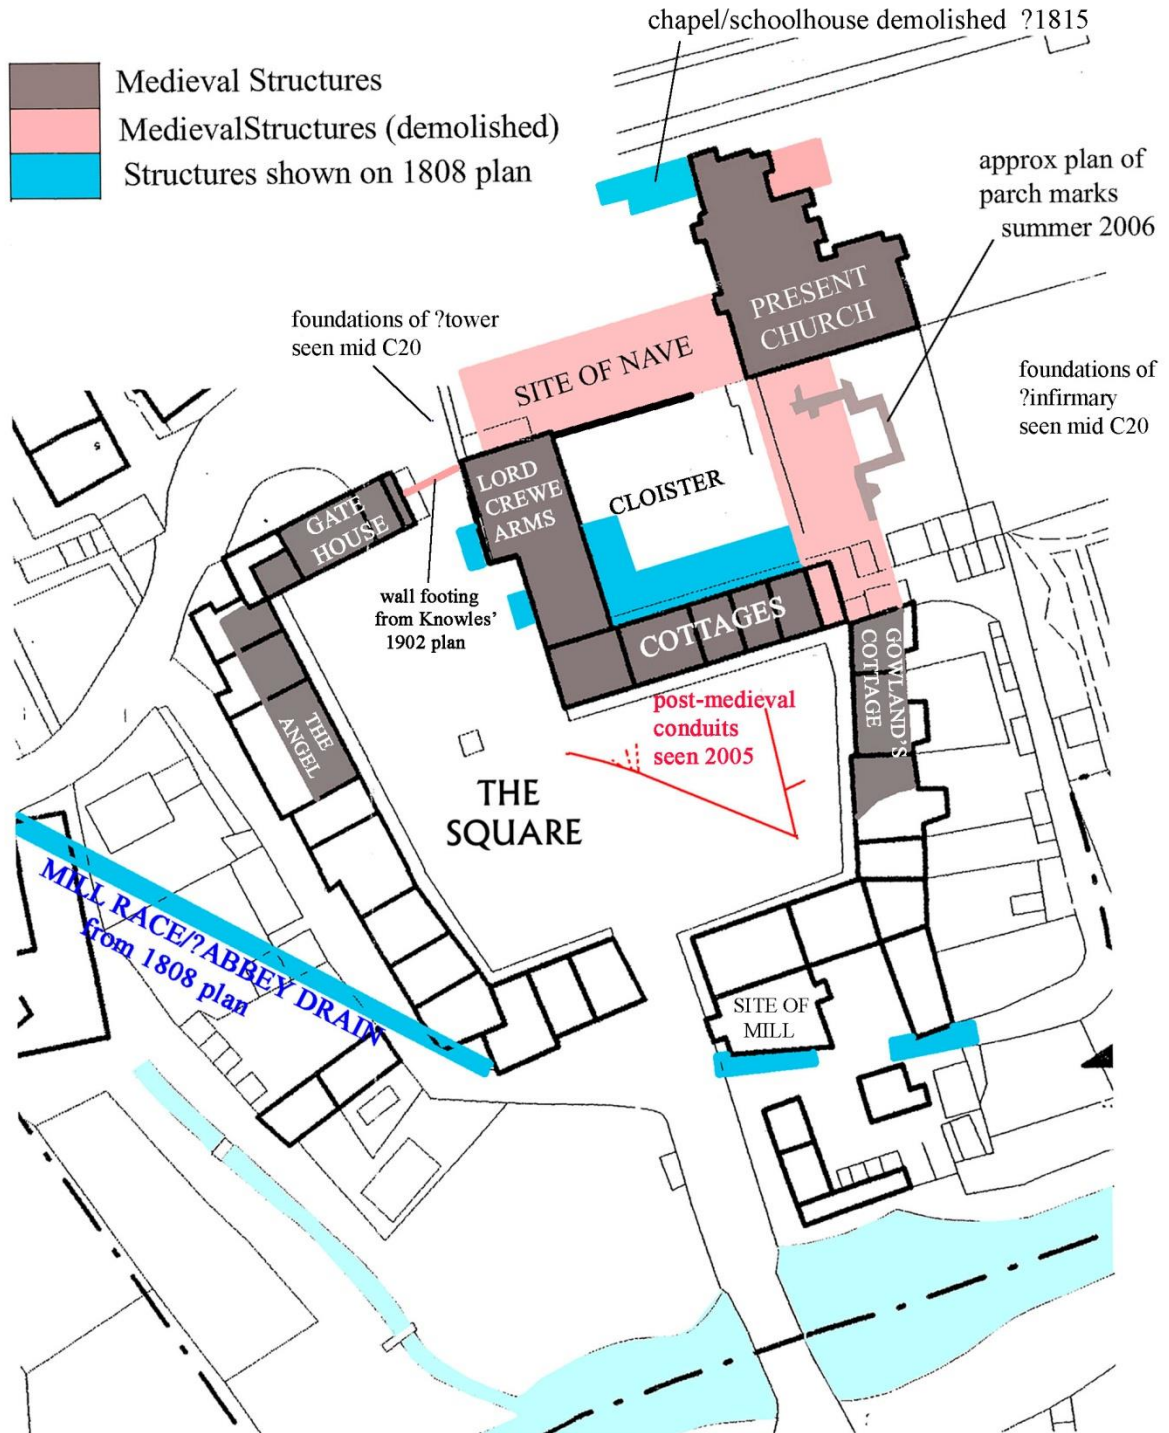 chapel/schoolhouse demolished ?1815
Medieval Structures
MedievalStructures (demolished)
Structures shown on 1808 plan
approx plan of
parch marks
summer 2006
PRESENT
CHURCH
foundations of ?tower
seen mid C20
SITE OF NAVE
foundations of
?infirmary
seen mid C20
5
LORD
CREWE
ARMS
CLOISTER
GATE
HOUSE
wall footing
from Knowles'
1902 plan
COTTAGES
GOWLAND'S
COTTAGE
THE
ANGEL
post-medieval
conduits
seen 2005
THE
SQUARE
MILL RACE/?ABBEY DRAIN
from 1808 plan
SITE OF
MILL